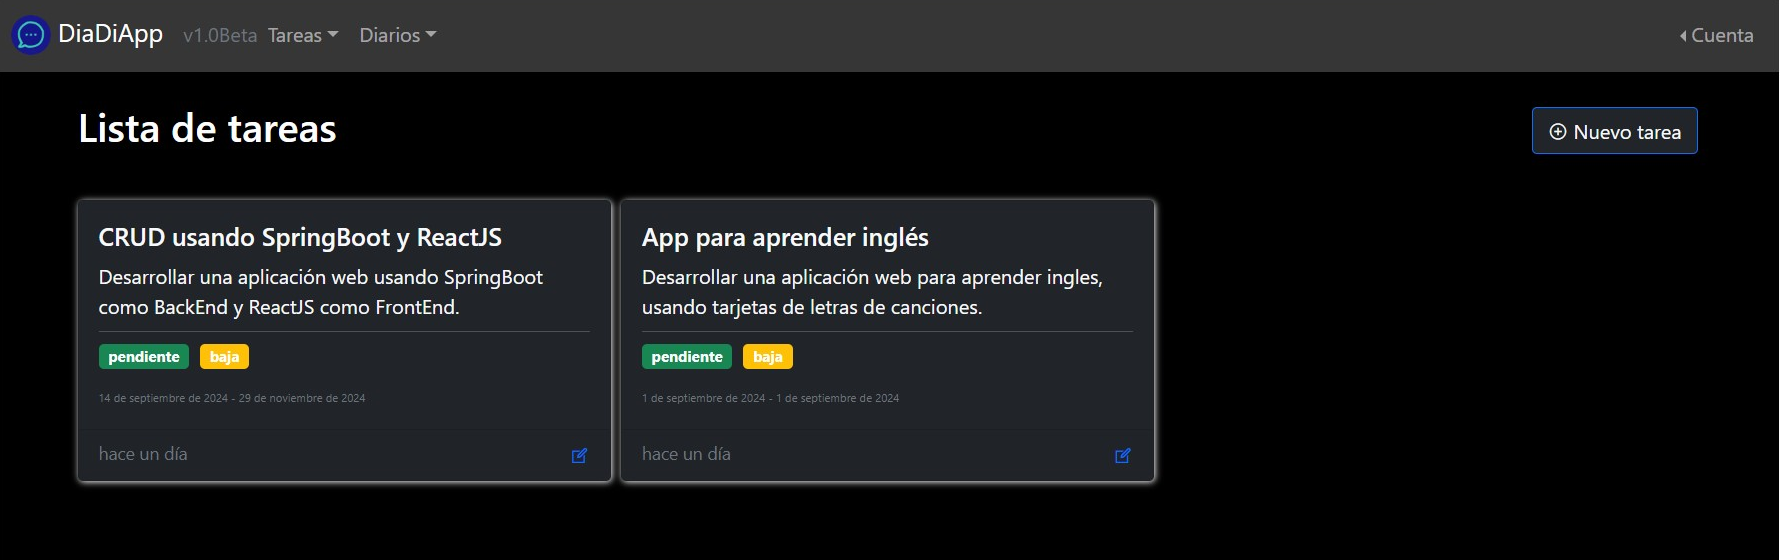 DiaDiApp v1.0Beta Tareas Diarios Cuenta
Lista de tareas
Nuevo tarea
CRUD usando SpringBoot y ReactJS
Desarrollar una aplicación web usando SpringBoot
como BackEnd y ReactJS como FrontEnd.
pendiente baja
14 de septiembre de 2024 - 29 de noviembre de 2024
hace un día
App para aprender inglés
Desarrollar una aplicación web para aprender ingles,
usando tarjetas de letras de canciones.
pendiente baja
1 de septiembre de 2024 - 1 de septiembre de 2024
hace un día